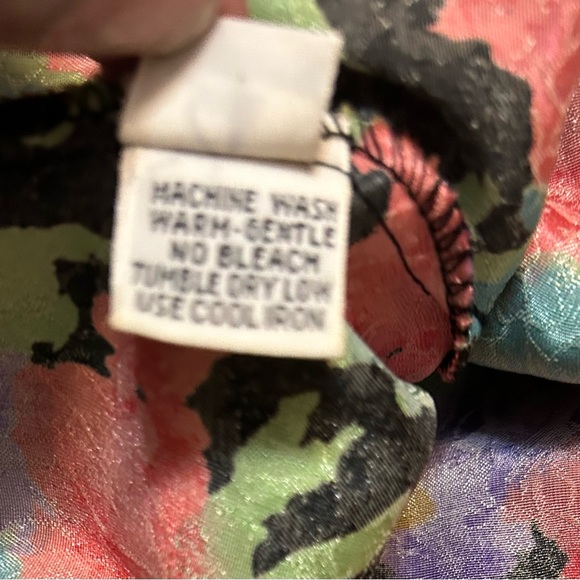 MACHINE WASH
WARM-GENTLE
NO BLEACH
TUMBLE DRY LOW
USE COOL IRON